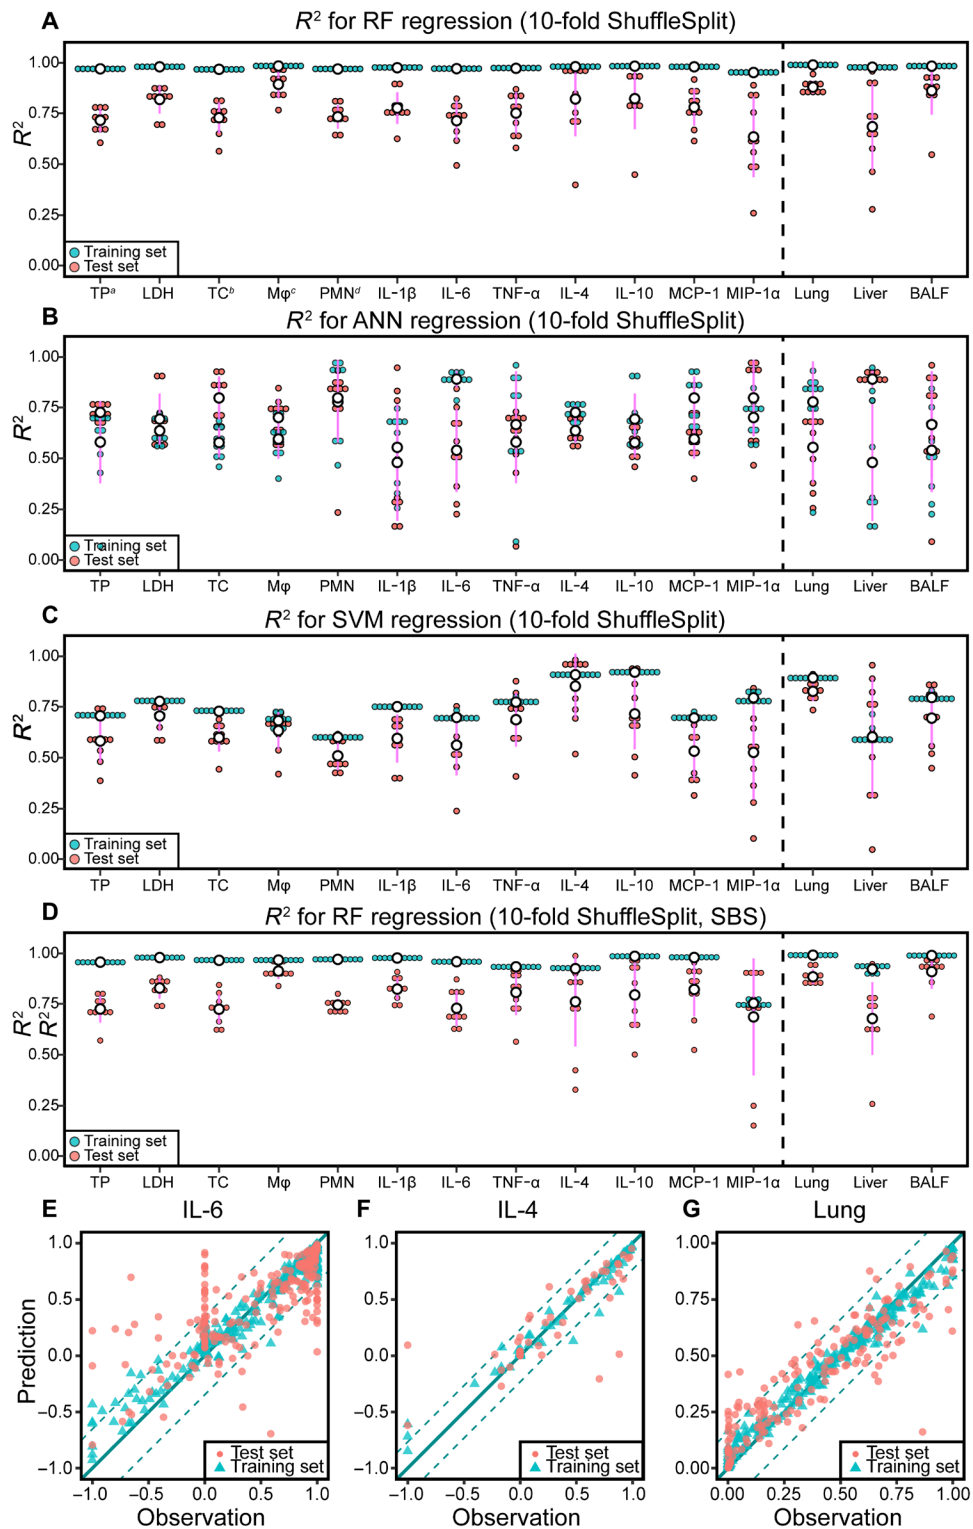 A R² for RF regression (10-fold ShuffleSplit)
1.00
0.75
0.50
0.25
0.00
R²
Training set
Test set
TPᵃ LDH TCᵇ Mφᶜ PMNᵈ IL-1β IL-6 TNF-α IL-4 IL-10 MCP-1 MIP-1α Lung Liver BALF
B R² for ANN regression (10-fold ShuffleSplit)
1.00
0.75
0.50
0.25
0.00
R²
Training set
Test set
TP LDH TC Mφ PMN IL-1β IL-6 TNF-α IL-4 IL-10 MCP-1 MIP-1α Lung Liver BALF
C R² for SVM regression (10-fold ShuffleSplit)
1.00
0.75
0.50
0.25
0.00
R²
Training set
Test set
TP LDH TC Mφ PMN IL-1β IL-6 TNF-α IL-4 IL-10 MCP-1 MIP-1α Lung Liver BALF
D R² for RF regression (10-fold ShuffleSplit, SBS)
1.00
0.75
0.50
0.25
0.00
R²
R²
Training set
Test set
TP LDH TC Mφ PMN IL-1β IL-6 TNF-α IL-4 IL-10 MCP-1 MIP-1α Lung Liver BALF
E IL-6
1.0
0.5
0.0
−0.5
−1.0
Prediction
Test set
Training set
−1.0 −0.5 0.0 0.5 1.0
Observation
F IL-4
1.0
0.5
0.0
−0.5
−1.0
Test set
Training set
−1.0 −0.5 0.0 0.5 1.0
Observation
G Lung
1.00
0.75
0.50
0.25
0.00
Test set
Training set
0.00 0.25 0.50 0.75 1.00
Observation